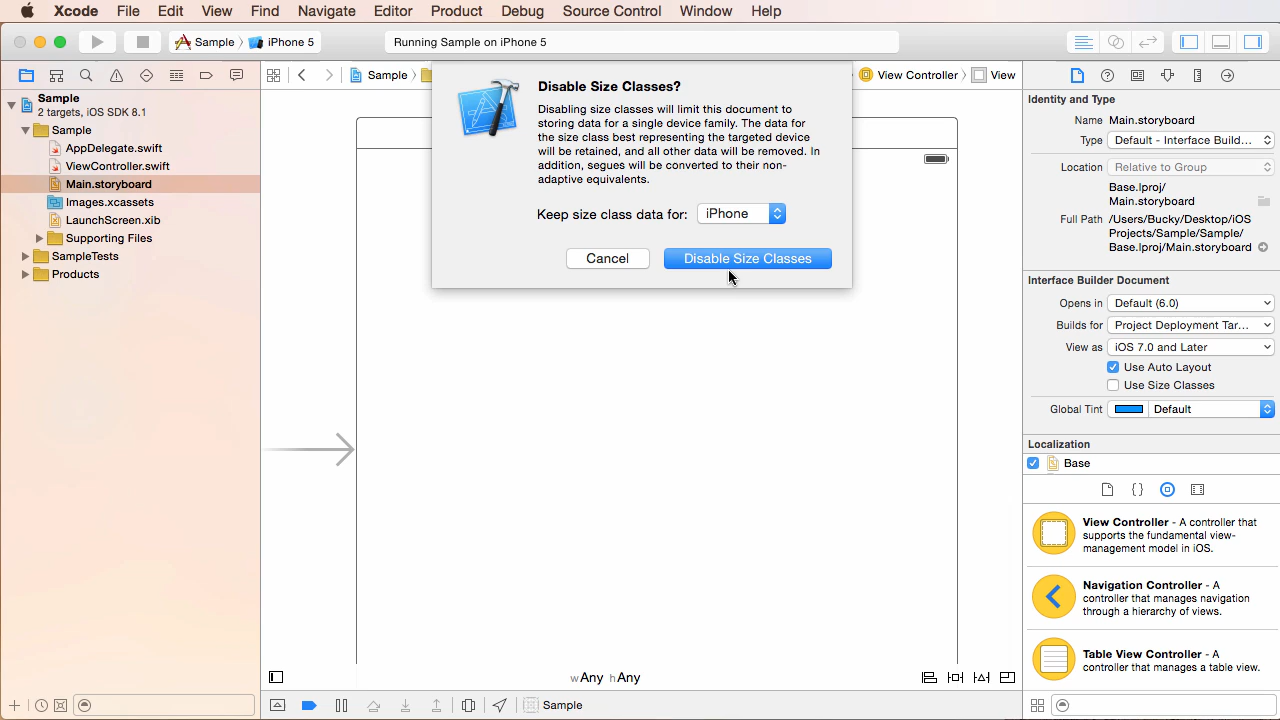 Xcode File Edit View Find Navigate Editor Product Debug Source Control Window Help
Sample iPhone 5
Running Sample on iPhone 5
Sample
View Controller
View
Sample
2 targets, iOS SDK 8.1
Sample
AppDelegate.swift
ViewController.swift
Main.storyboard
Images.xcassets
LaunchScreen.xib
Supporting Files
SampleTests
Products
Disable Size Classes?
Disabling size classes will limit this document to
storing data for a single device family. The data for
the size class best representing the targeted device
will be retained, and all other data will be removed. In
addition, segues will be converted to their non-
adaptive equivalents.
Keep size class data for: iPhone
Cancel
Disable Size Classes
wAny hAny
Sample
Identity and Type
Name Main.storyboard
Type Default - Interface Build...
Location Relative to Group
Base.lproj/
Main.storyboard
Full Path /Users/Bucky/Desktop/iOS
Projects/Sample/Sample/
Base.lproj/Main.storyboard
Interface Builder Document
Opens in Default (6.0)
Builds for Project Deployment Tar...
View as iOS 7.0 and Later
Use Auto Layout
Use Size Classes
Global Tint Default
Localization
Base
View Controller - A controller that
supports the fundamental view-
management model in iOS.
Navigation Controller - A
controller that manages navigation
through a hierarchy of views.
Table View Controller - A
controller that manages a table view.